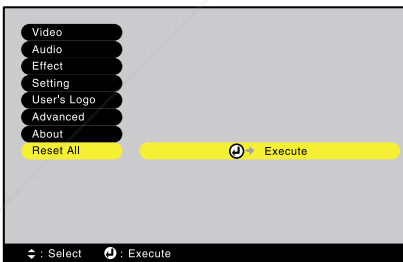 Video
Audio
Effect
Setting
User's Logo
Advanced
About
Reset All Execute
: Select : Execute